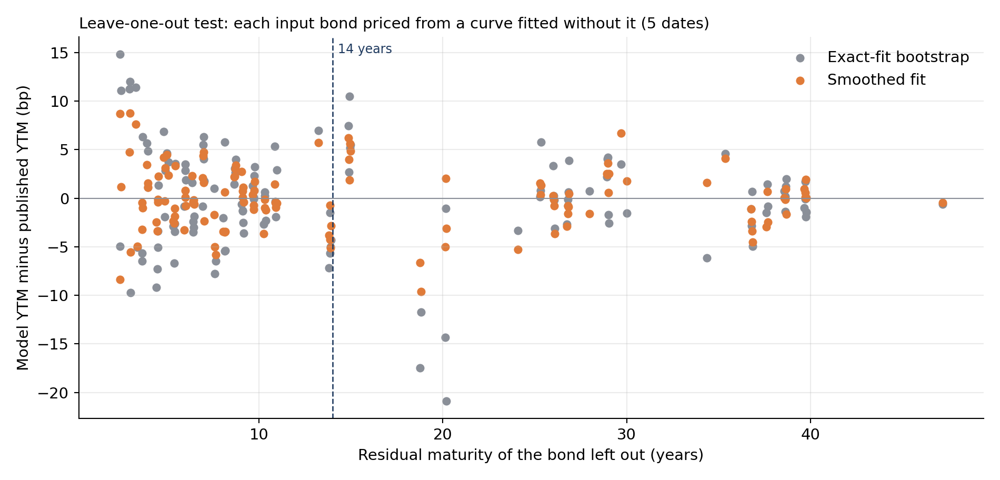 Leave-one-out test: each input bond priced from a curve fitted without it (5 dates)
14 years
Exact-fit bootstrap
Smoothed fit
Model YTM minus published YTM (bp)
15
10
5
0
−5
−10
−15
−20
10
20
30
40
Residual maturity of the bond left out (years)